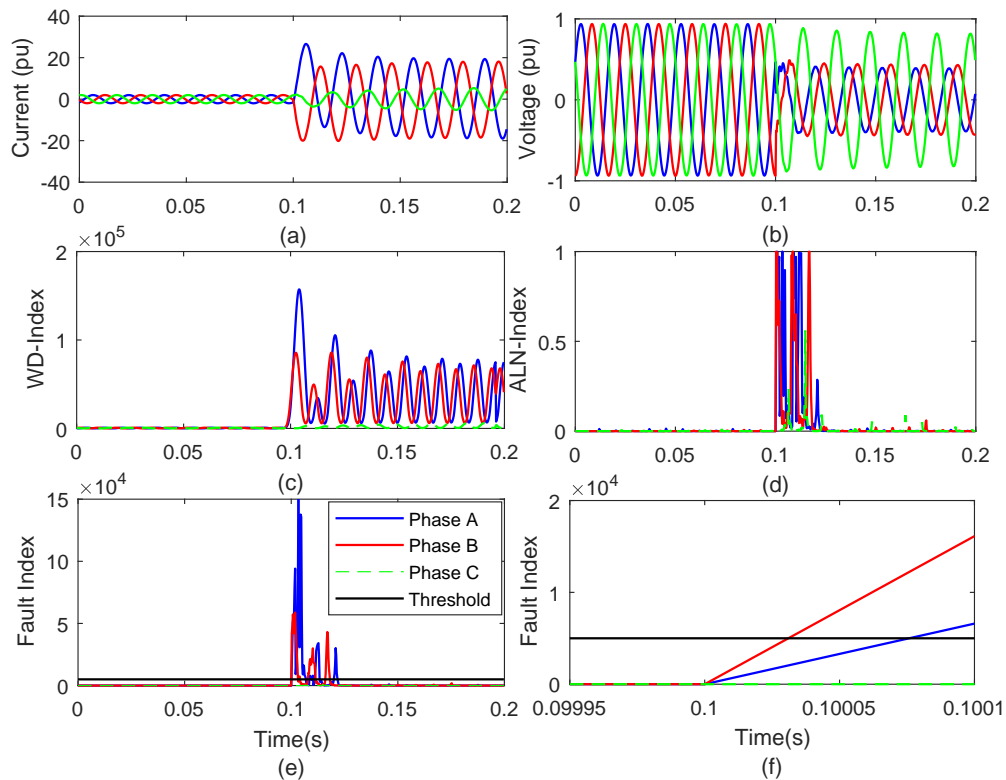 Current (pu)
40
20
0
-20
-40
0
0.05
0.1
0.15
0.2
(a)
Voltage (pu)
1
0
-1
0
0.05
0.1
0.15
0.2
(b)
WD-Index
×10^5
2
1
0
0
0.05
0.1
0.15
0.2
(c)
ALN-Index
1
0.5
0
0
0.05
0.1
0.15
0.2
(d)
Fault Index
×10^4
15
10
5
0
Phase A
Phase B
Phase C
Threshold
0
0.05
0.1
0.15
0.2
Time(s)
(e)
Fault Index
×10^4
2
1
0
0.09995
0.1
0.10005
0.1001
Time(s)
(f)